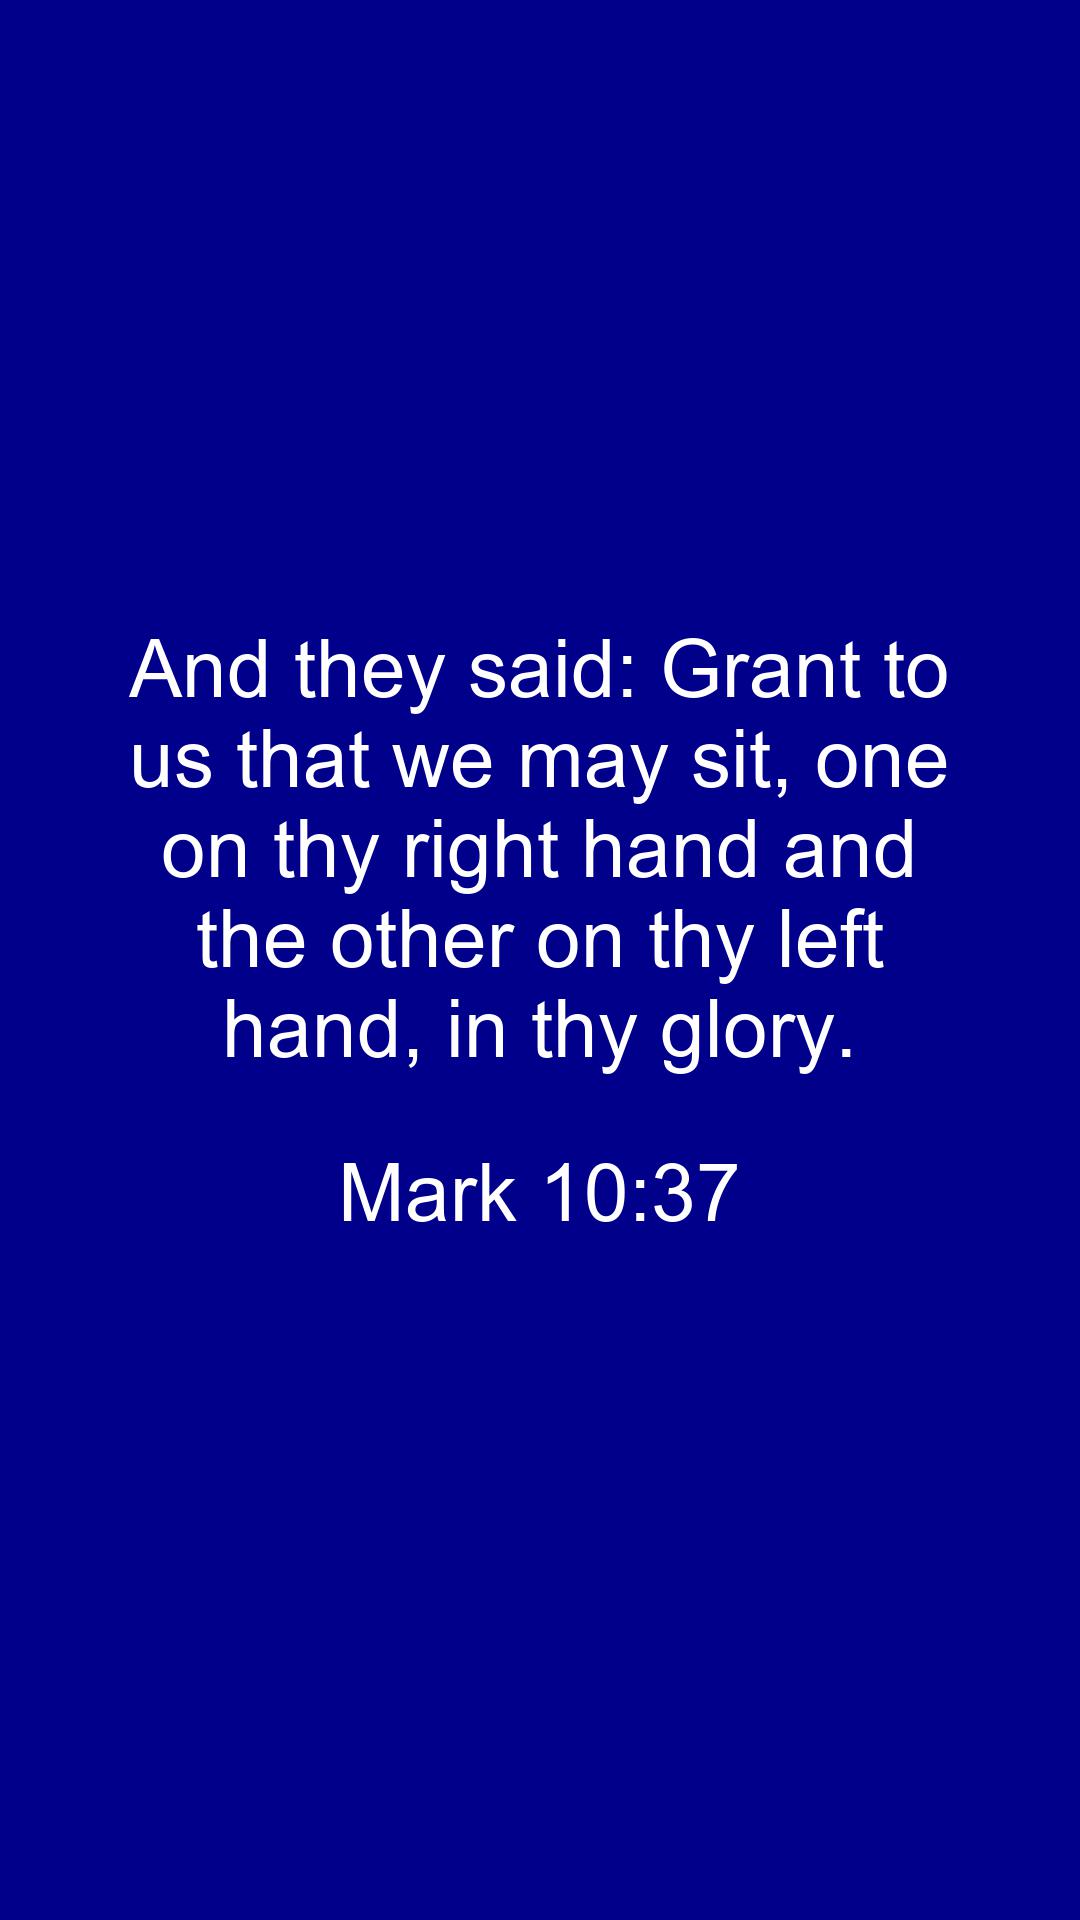 And they said: Grant to
us that we may sit, one
on thy right hand and
the other on thy left
hand, in thy glory.
Mark 10:37